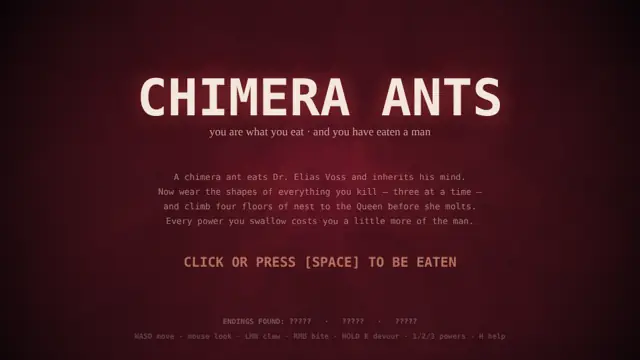 CHIMERA ANTS
you are what you eat · and you have eaten a man
A chimera ant eats Dr. Elias Voss and inherits his mind.
Now wear the shapes of everything you kill — three at a time —
and climb four floors of nest to the Queen before she molts.
Every power you swallow costs you a little more of the man.
CLICK OR PRESS [SPACE] TO BE EATEN
ENDINGS FOUND: ????? · ????? · ?????
WASD move · mouse look · LMB claw · RMB bite · HOLD E devour · 1/2/3 powers · H help